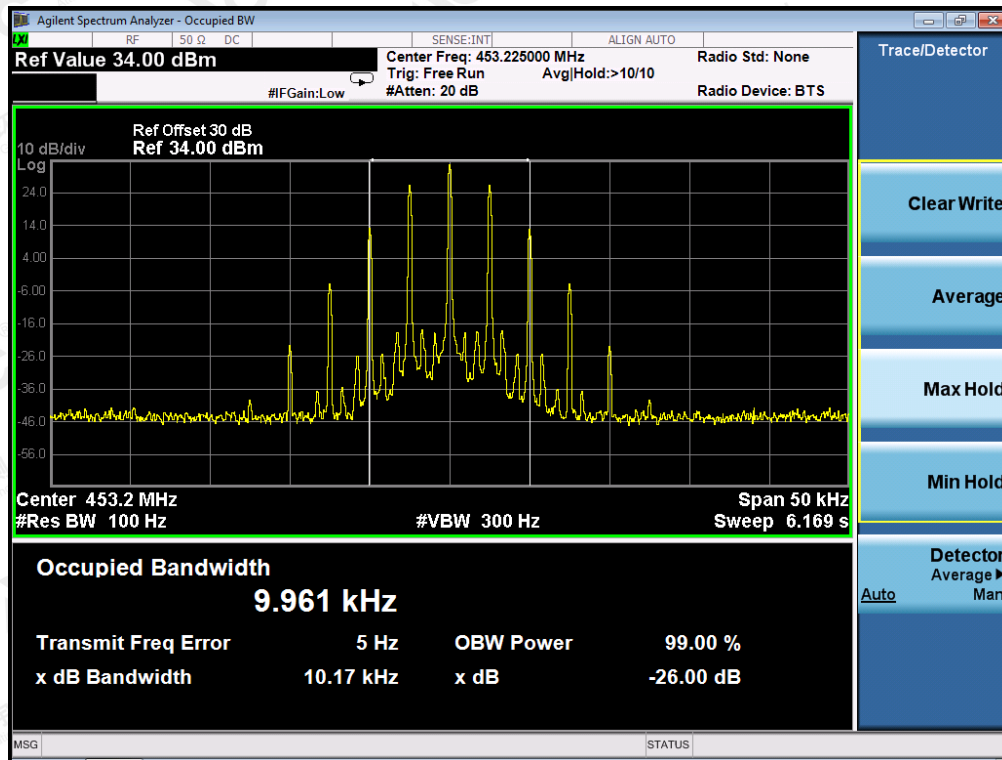 Agilent Spectrum Analyzer - Occupied BW
LXI RF 50 Ω DC SENSE:INT ALIGN AUTO
Ref Value 34.00 dBm
Center Freq: 453.225000 MHz Radio Std: None
Trig: Free Run Avg|Hold:>10/10
#IFGain:Low #Atten: 20 dB Radio Device: BTS
Trace/Detector
Ref Offset 30 dB
10 dB/div Ref 34.00 dBm
Log
24.0
14.0
4.00
-6.00
-16.0
-26.0
-36.0
-46.0
-56.0
Center 453.2 MHz Span 50 kHz
#Res BW 100 Hz #VBW 300 Hz Sweep 6.169 s
Occupied Bandwidth
9.961 kHz
Transmit Freq Error 5 Hz OBW Power 99.00 %
x dB Bandwidth 10.17 kHz x dB -26.00 dB
Clear Write
Average
Max Hold
Min Hold
Detector
Average
Auto Man
MSG STATUS